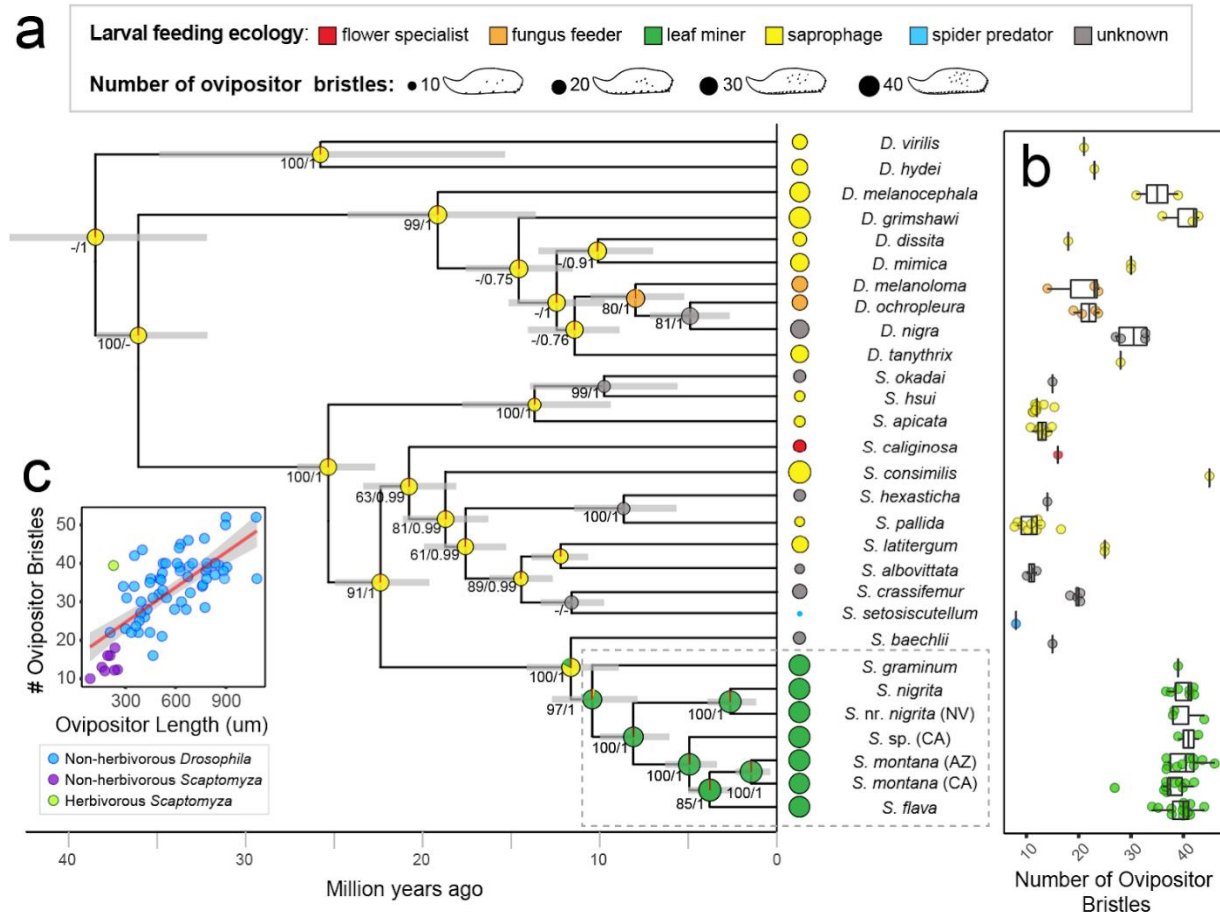 a
Larval feeding ecology: flower specialist fungus feeder leaf miner saprophage spider predator unknown
Number of ovipositor bristles: 10 20 30 40
b
D. virilis
100/1
D. hydei
D. melanocephala
99/1
D. grimshawi
-/1
D. dissita
-/0.91
D. mimica
-/0.75
D. melanoloma
80/1
D. ochropleura
-/1
81/1
D. nigra
100/-
-/0.76
D. tanythrix
S. okadai
99/1
S. hsui
100/1
S. apicata
S. caliginosa
100/1
S. consimilis
63/0.99
S. hexasticha
100/1
81/0.99
S. pallida
61/0.99
S. latitergum
S. albovittata
89/0.99
S. crassifemur
91/1
-/-
S. setosiscutellum
S. baechlii
100/1
S. graminum
97/1
S. nigrita
100/1
S. nr. nigrita (NV)
100/1
S. sp. (CA)
100/1
S. montana (AZ)
100/1
S. montana (CA)
85/1
S. flava
40 30 20 10 0
Million years ago
10 20 30 40
Number of Ovipositor
Bristles
c
# Ovipositor Bristles
50
40
30
20
10
300 600 900
Ovipositor Length (um)
Non-herbivorous Drosophila
Non-herbivorous Scaptomyza
Herbivorous Scaptomyza